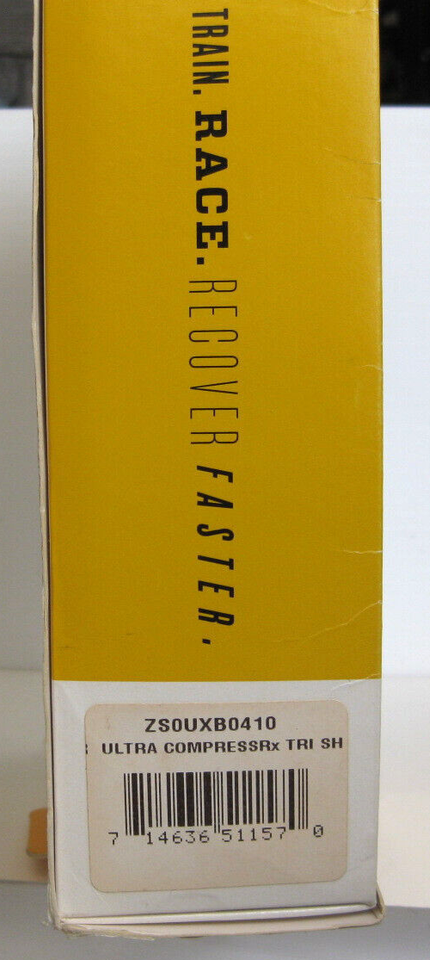 TRAIN. RACE. RECOVER FASTER.
ZS0UXB0410
ULTRA COMPRESSRx TRI SH
7 14636 51157 0